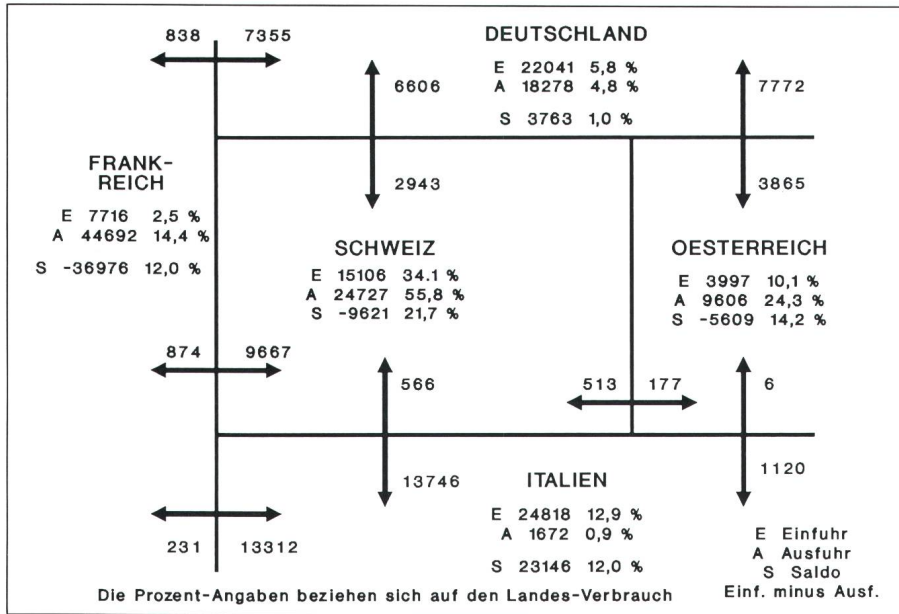 838 7355
DEUTSCHLAND
E 22041 5,8 %
A 18278 4,8 %
S 3763 1,0 %
6606
7772
2943
3865
FRANK-
REICH
E 7716 2,5 %
A 44692 14,4 %
S -36976 12,0 %
SCHWEIZ
E 15106 34.1 %
A 24727 55,8 %
S -9621 21,7 %
OESTERREICH
E 3997 10,1 %
A 9606 24,3 %
S -5609 14,2 %
874 9667
566
513 177
6
13746
1120
ITALIEN
E 24818 12,9 %
A 1672 0,9 %
S 23146 12,0 %
231 13312
E Einfuhr
A Ausfuhr
S Saldo
Einf. minus Ausf.
Die Prozent-Angaben beziehen sich auf den Landes-Verbrauch